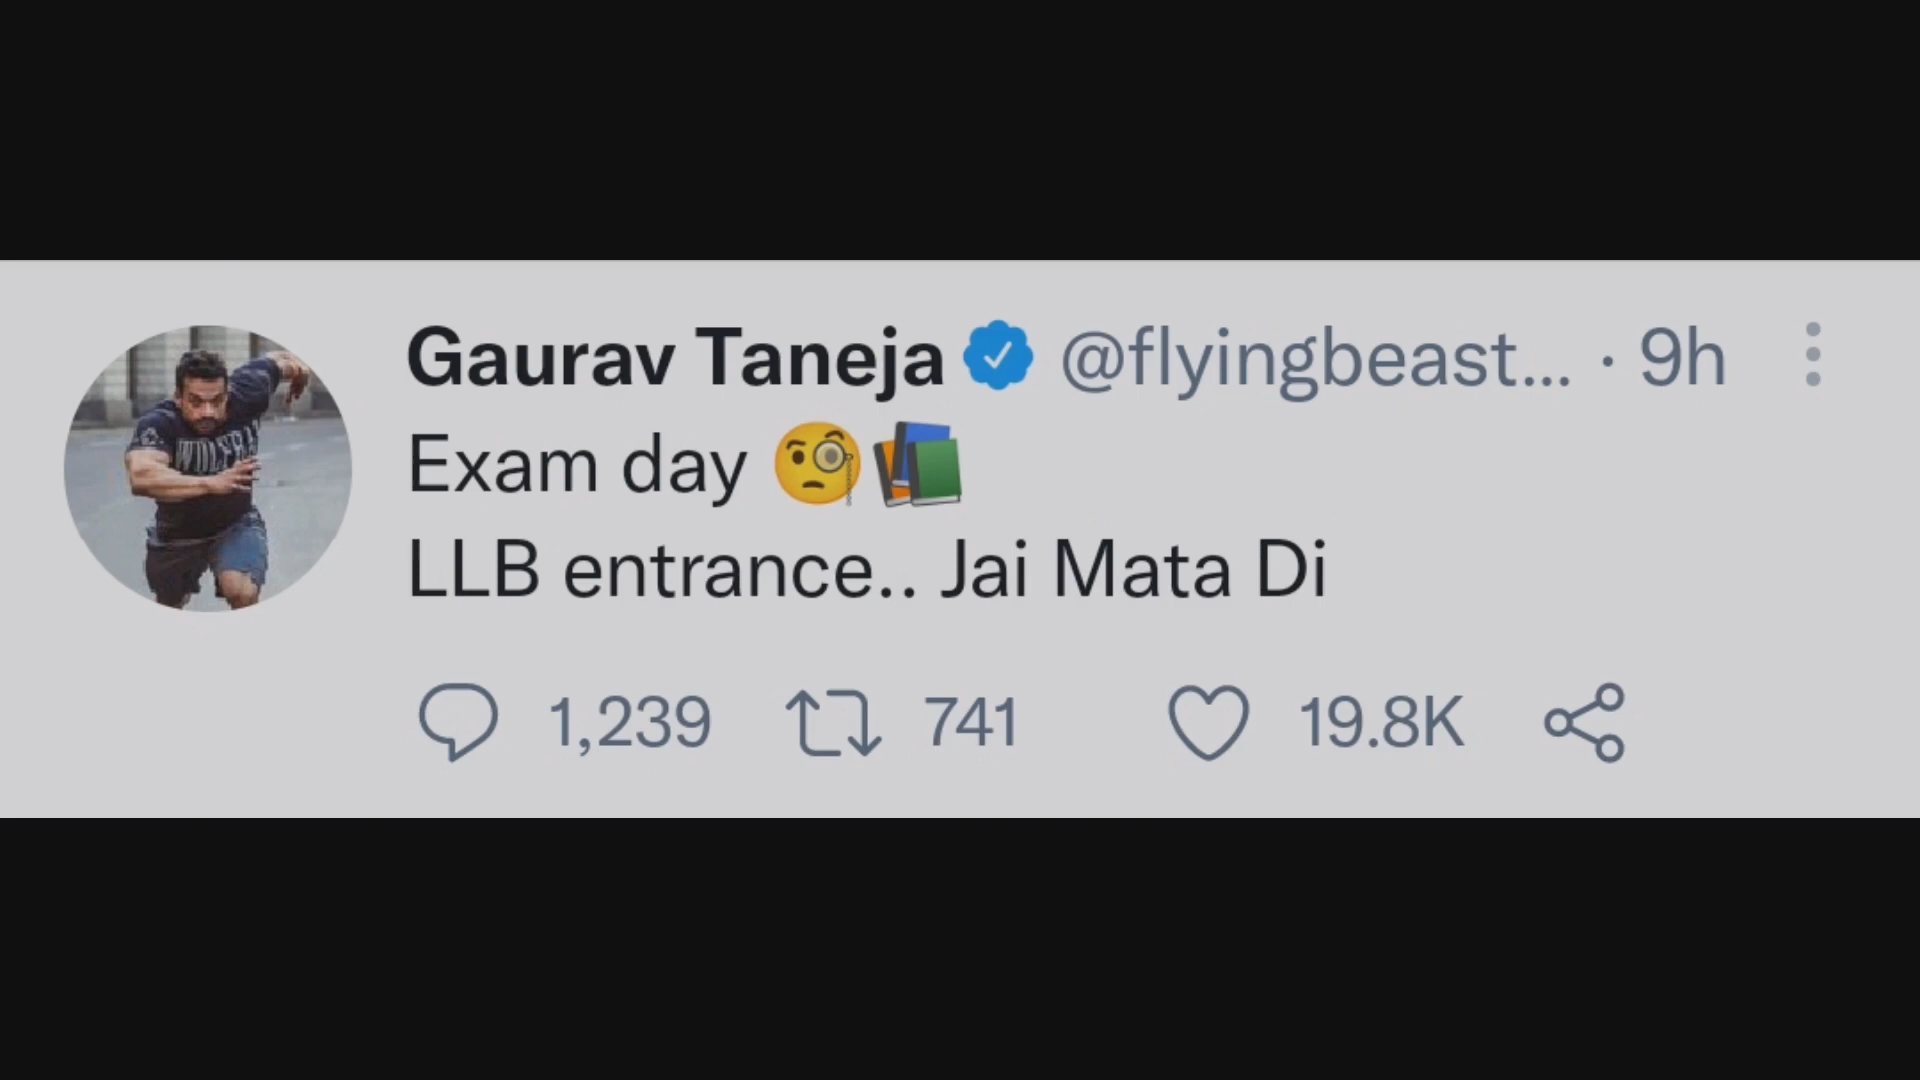 Gaurav Taneja @flyingbeast... · 9h
Exam day 🧐📚
LLB entrance.. Jai Mata Di
1,239 741 19.8K